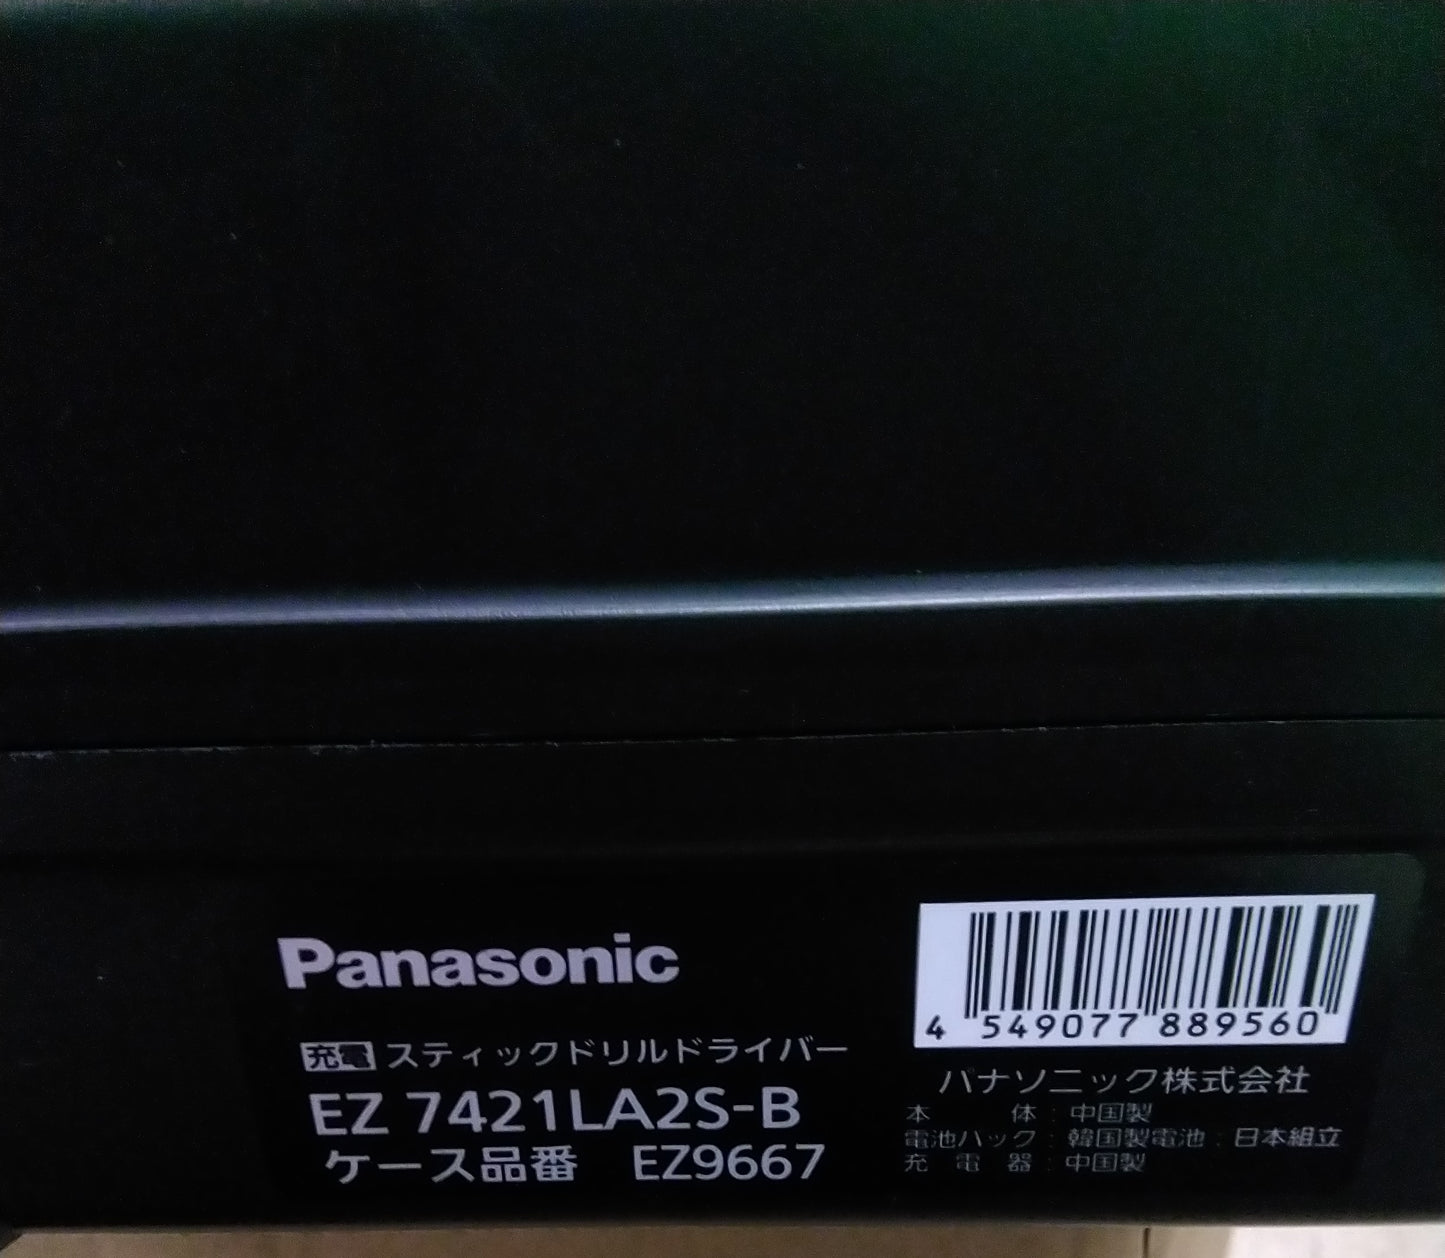 Panasonic
充電 スティックドリルドライバー
EZ 7421LA2S-B
ケース品番 EZ9667
4 549077 889560
パナソニック株式会社
本 体 : 中国製
電池パック : 韓国製電池 : 日本組立
充 電 器 : 中国製